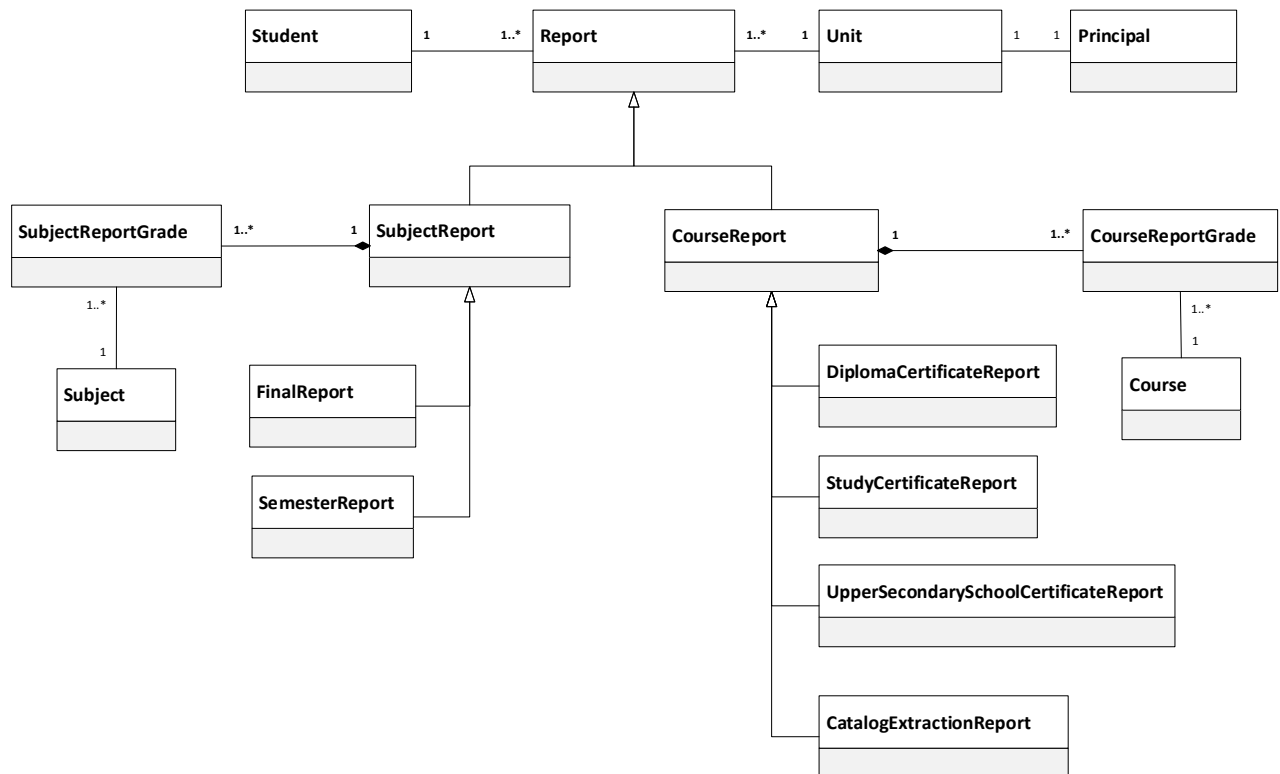 Student
1
1..*
Report
1..*
1
Unit
1
1
Principal
SubjectReportGrade
1..*
1
SubjectReport
CourseReport
1
1..*
CourseReportGrade
1..*
1
Subject
FinalReport
SemesterReport
DiplomaCertificateReport
StudyCertificateReport
UpperSecondarySchoolCertificateReport
CatalogExtractionReport
1..*
1
Course